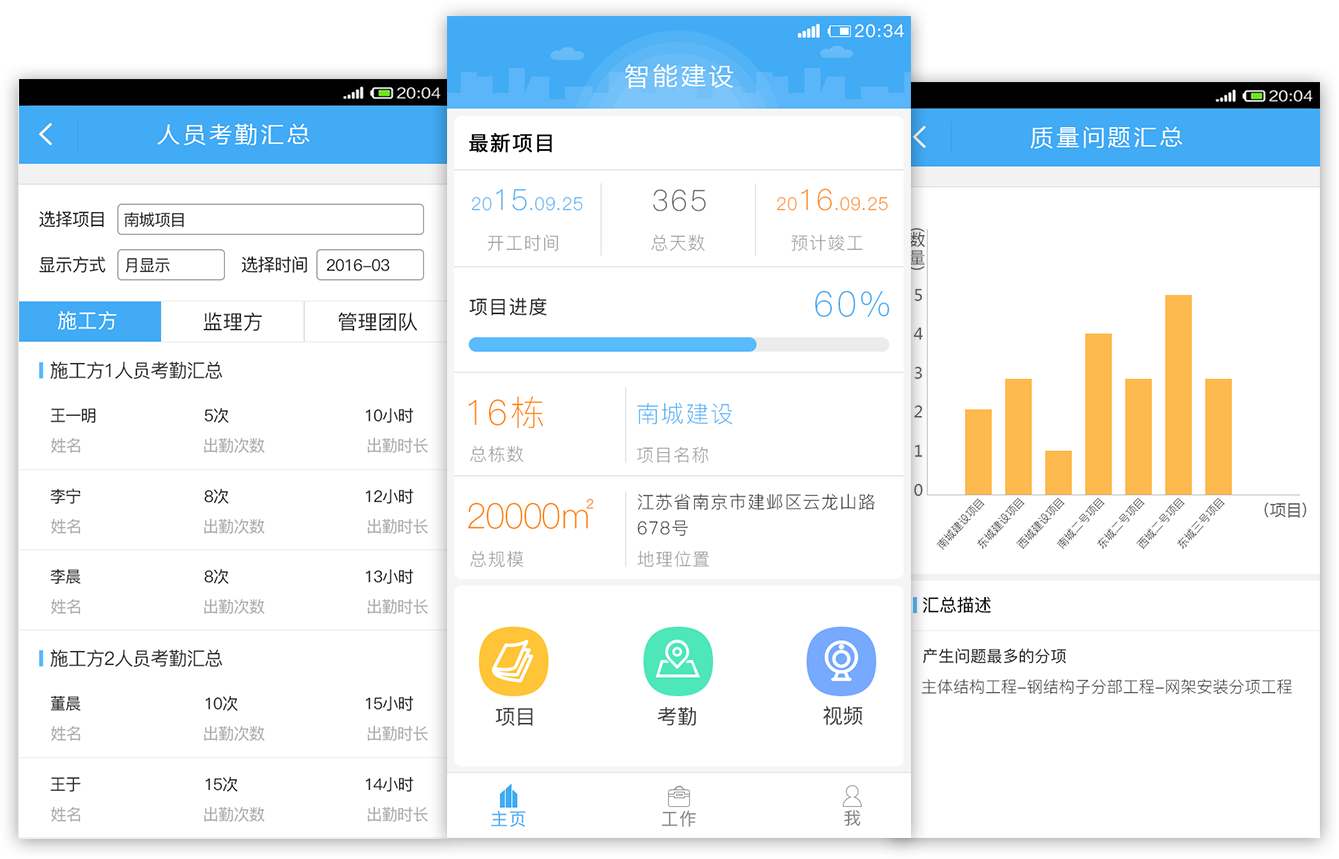 20:04
人员考勤汇总
选择项目 南城项目
显示方式 月显示 选择时间 2016-03
施工方 监理方 管理团队
施工方1人员考勤汇总
王一明 5次 10小时
姓名 出勤次数 出勤时长
李宁 8次 12小时
姓名 出勤次数 出勤时长
李晨 8次 13小时
姓名 出勤次数 出勤时长
施工方2人员考勤汇总
董晨 10次 15小时
姓名 出勤次数 出勤时长
王于 15次 14小时
姓名 出勤次数 出勤时长
20:34
智能建设
最新项目
2015.09.25 365 2016.09.25
开工时间 总天数 预计竣工
项目进度 60%
16栋 南城建设
总栋数 项目名称
20000m² 江苏省南京市建邺区云龙山路
678号
总规模 地理位置
项目 考勤 视频
主页 工作 我
20:04
质量问题汇总
(数量)
5
4
3
2
1
0
南城建设项目 东城建设项目 西城建设项目 南城二号项目 东城二号项目 西城二号项目 东城三号项目
(项目)
汇总描述
产生问题最多的分项
主体结构工程-钢结构子分部工程-网架安装分项工程